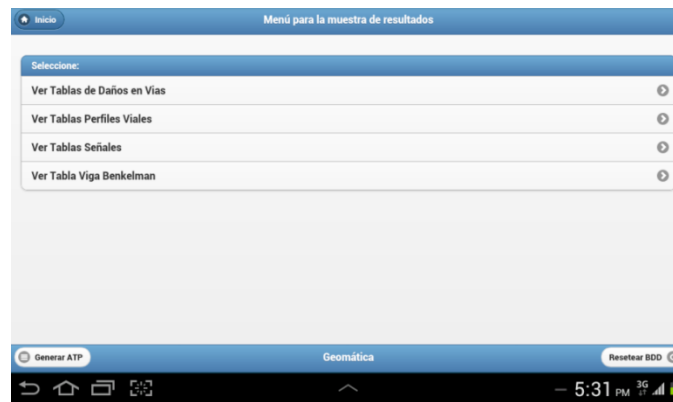 Inicio
Menú para la muestra de resultados
Seleccione:
Ver Tablas de Daños en Vias
Ver Tablas Perfiles Viales
Ver Tablas Señales
Ver Tabla Viga Benkelman
Generar ATP
Geomática
Resetear BDD
5:31 PM 3G